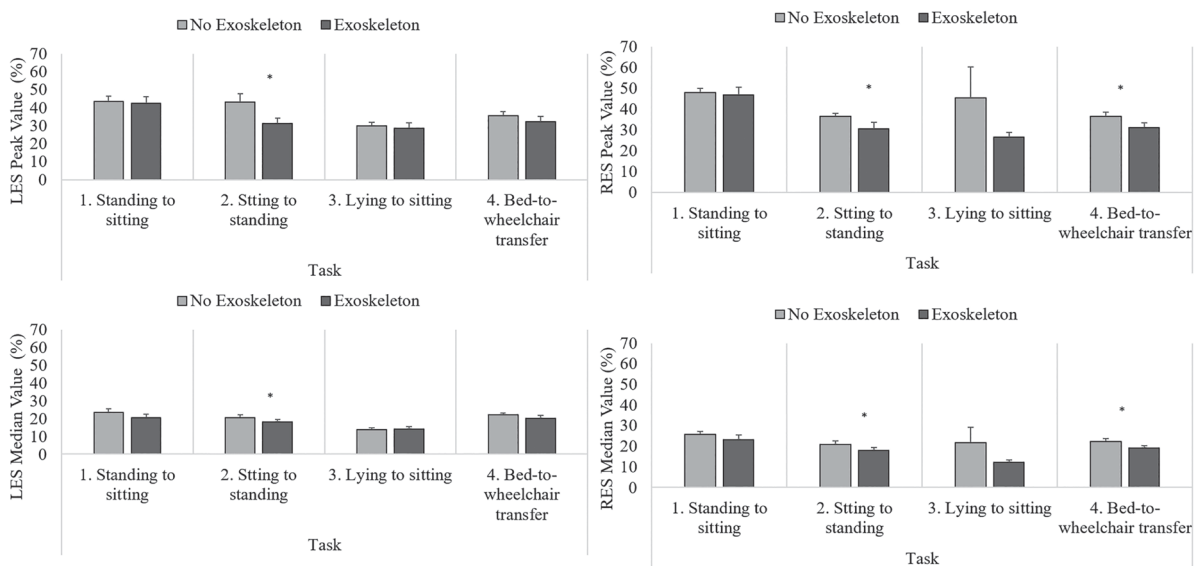 No Exoskeleton Exoskeleton
LES Peak Value (%)
70
60
50
40
30
20
10
0
*
1. Standing to
sitting
2. Stting to
standing
3. Lying to sitting
4. Bed-to-
wheelchair
transfer
Task
No Exoskeleton Exoskeleton
RES Peak Value (%)
70
60
50
40
30
20
10
0
*
*
1. Standing to
sitting
2. Stting to
standing
3. Lying to sitting
4. Bed-to-
wheelchair transfer
Task
No Exoskeleton Exoskeleton
LES Median Value (%)
70
60
50
40
30
20
10
0
*
1. Standing to
sitting
2. Stting to
standing
3. Lying to sitting
4. Bed-to-
wheelchair
transfer
Task
No Exoskeleton Exoskeleton
RES Median Value (%)
70
60
50
40
30
20
10
0
*
*
1. Standing to
sitting
2. Stting to
standing
3. Lying to sitting
4. Bed-to-
wheelchair transfer
Task